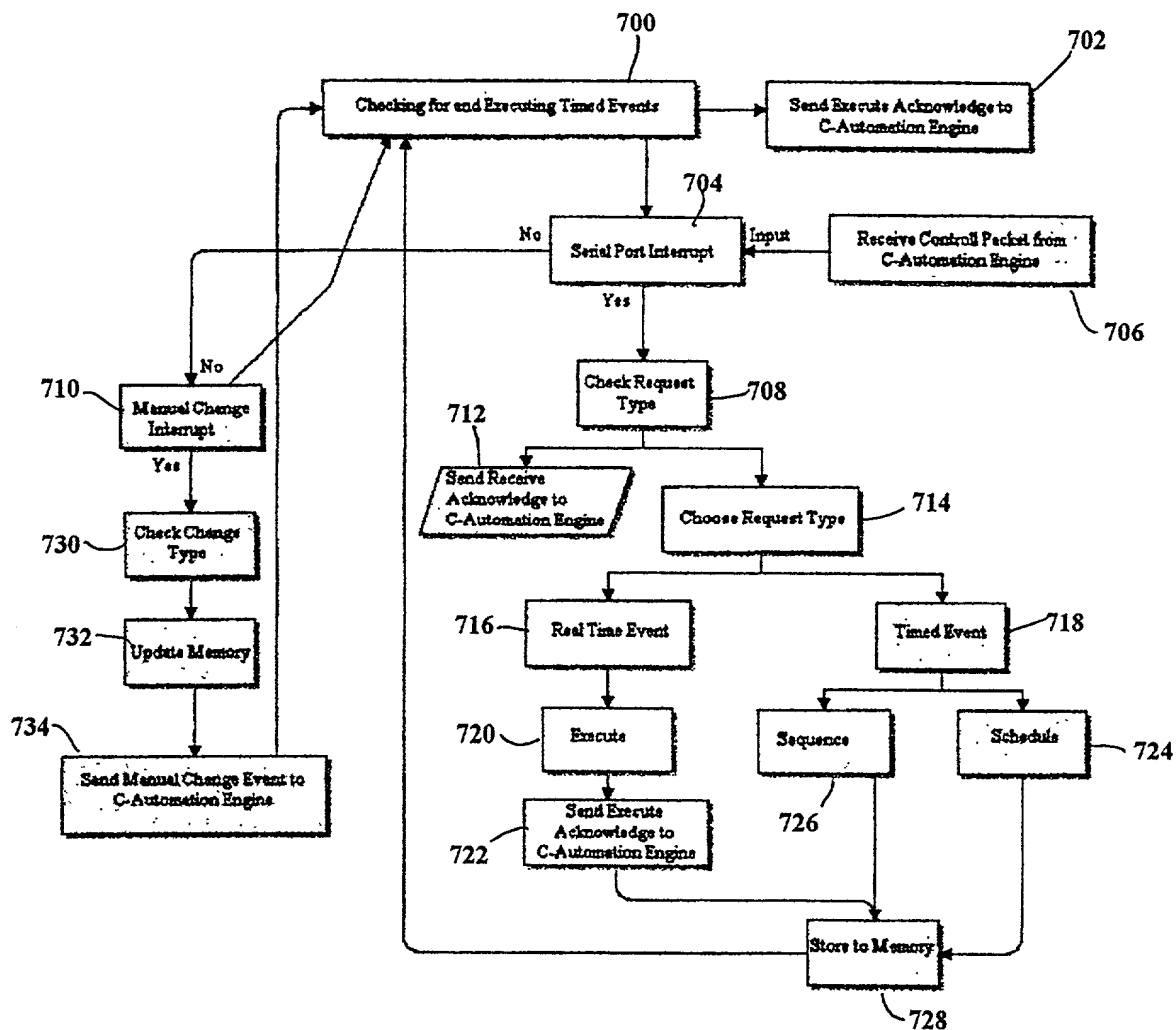 700
702
Checking for and Executing Timed Events
Send Execute Acknowledge to
C-Automation Engine
704
No
Serial Port Interrupt
Input
Receive Controll Packet from
C-Automation Engine
Yes
706
No
710
Manual Change
Interrupt
Check Request
Type
708
Yes
712
Send Receive
Acknowledge to
C-Automation Engine
Choose Request Type
714
730
Check Change
Type
716
Real Time Event
Timed Event
718
732
Update Memory
720
Execute
Sequence
Schedule
724
734
Send Manual Change Event to
C-Automation Engine
726
722
Send Execute
Acknowledge to
C-Automation Engine
Store to Memory
728